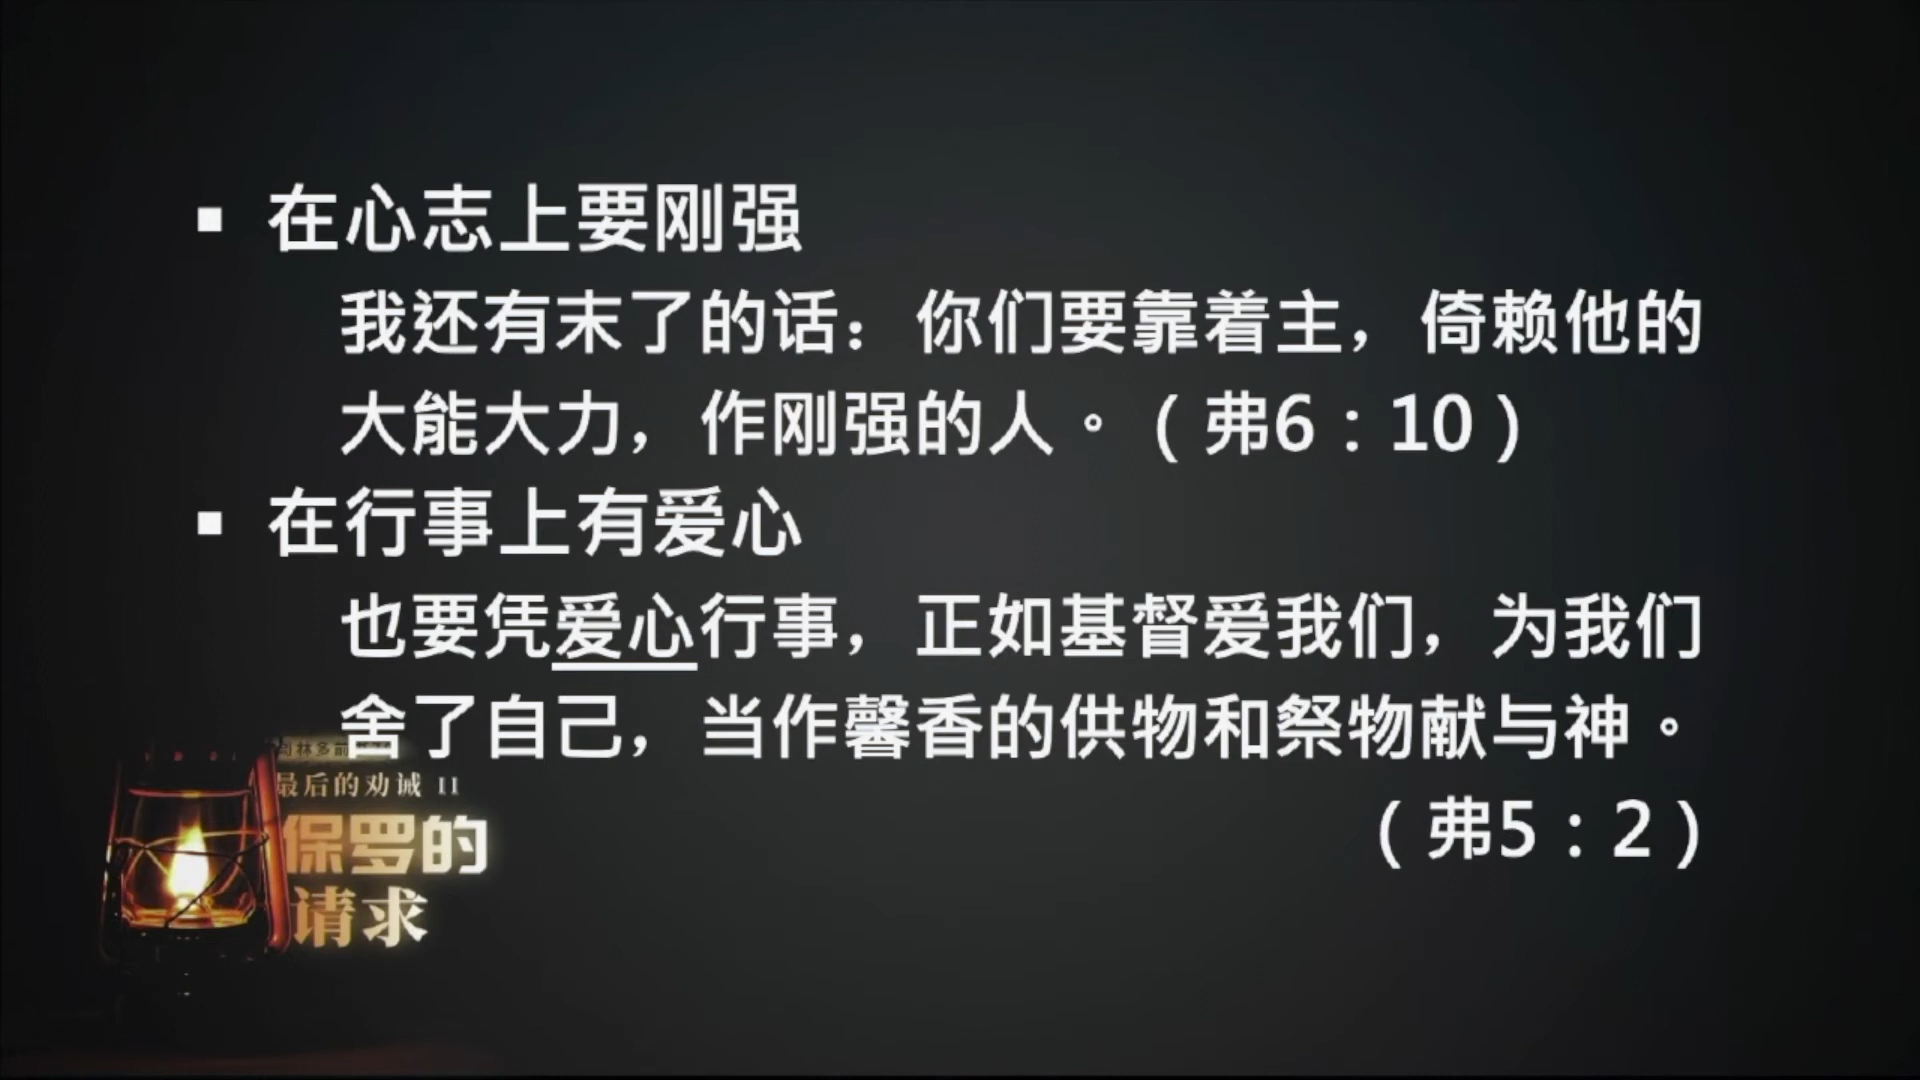 ▪ 在心志上要刚强
我还有末了的话：你们要靠着主，倚赖他的
大能大力，作刚强的人。（弗6：10）
▪ 在行事上有爱心
也要凭爱心行事，正如基督爱我们，为我们
舍了自己，当作馨香的供物和祭物献与神。
（弗5：2）
林多前
最后的劝诫 11
保罗的
请求